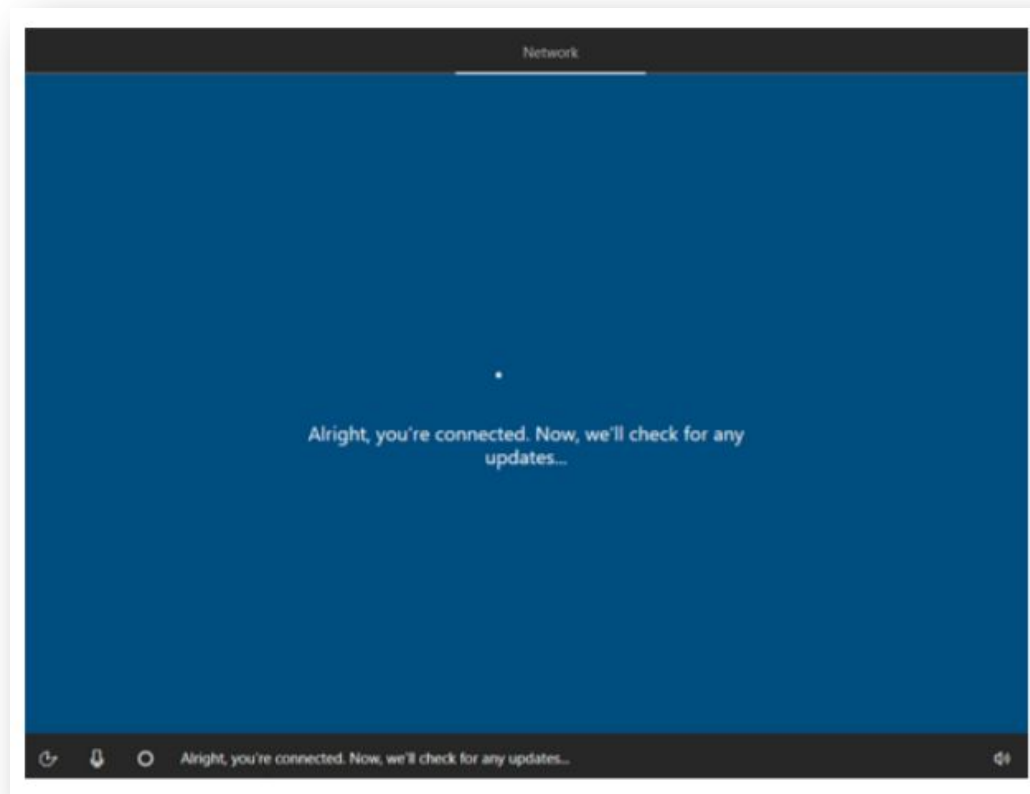 Network
Alright, you're connected. Now, we'll check for any
updates...
Alright, you're connected. Now, we'll check for any updates...